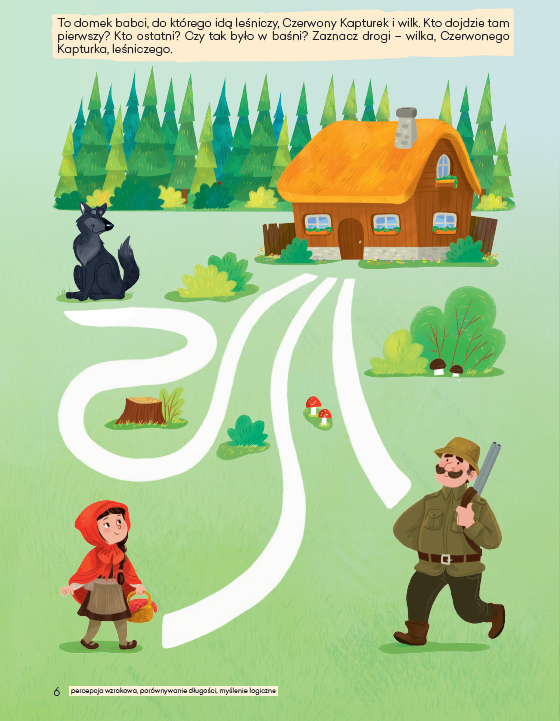 To domek babci, do którego idą leśniczy, Czerwony Kapturek i wilk. Kto dojdzie tam
pierwszy? Kto ostatni? Czy tak było w baśni? Zaznacz drogi – wilka, Czerwonego
Kapturka, leśniczego.
6 percepcja wzrokowa, porównywanie długości, myślenie logiczne